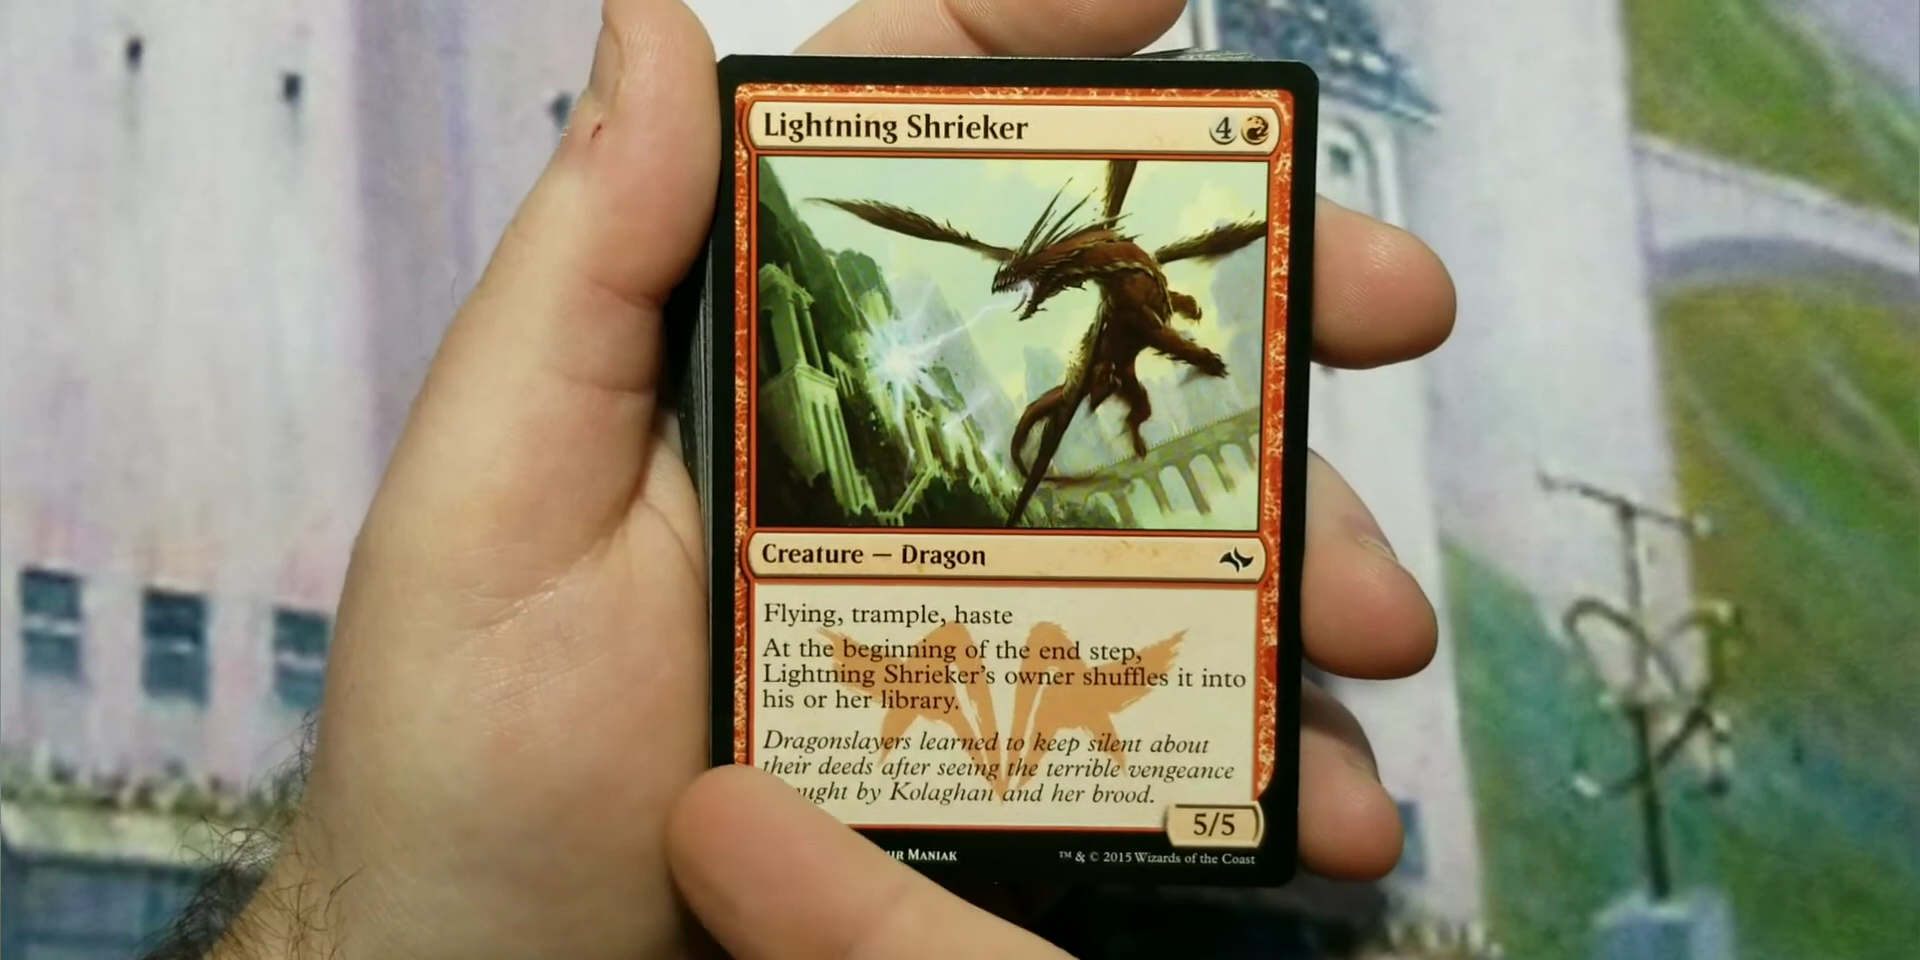 Lightning Shrieker 4
Creature — Dragon
Flying, trample, haste
At the beginning of the end step,
Lightning Shrieker's owner shuffles it into
his or her library.
Dragonslayers learned to keep silent about
their deeds after seeing the terrible vengeance
by Kolaghan and her brood.
5/5
Maniak ™ & © 2015 Wizards of the Coast